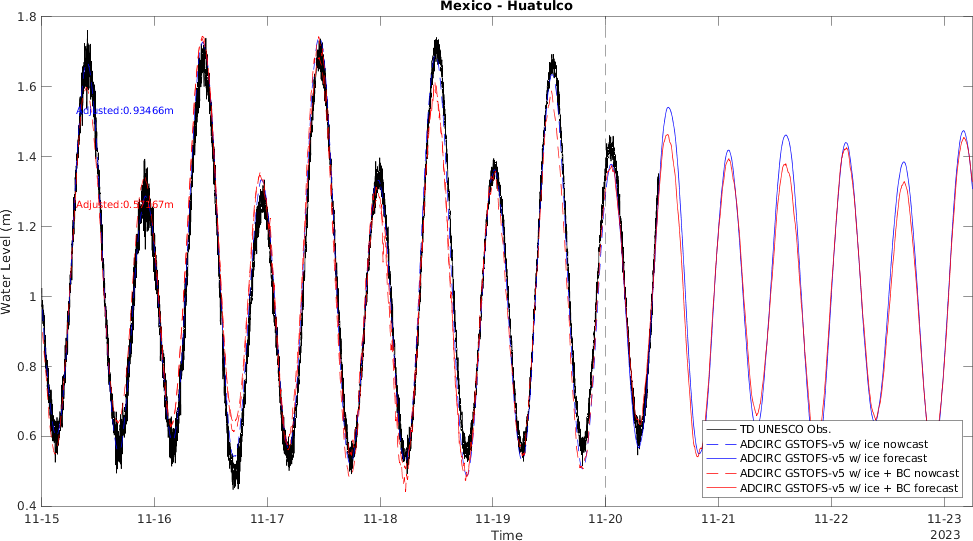 Mexico - Huatulco
1.8
1.6
1.4
1.2
1
0.8
0.6
0.4
Water Level (m)
Adjusted:0.93466m
TD UNESCO Obs.
ADCIRC GSTOFS-v5 w/ ice nowcast
ADCIRC GSTOFS-v5 w/ ice forecast
ADCIRC GSTOFS-v5 w/ ice + BC nowcast
ADCIRC GSTOFS-v5 w/ ice + BC forecast
11-15 11-16 11-17 11-18 11-19 11-20 11-21 11-22 11-23
Time
2023